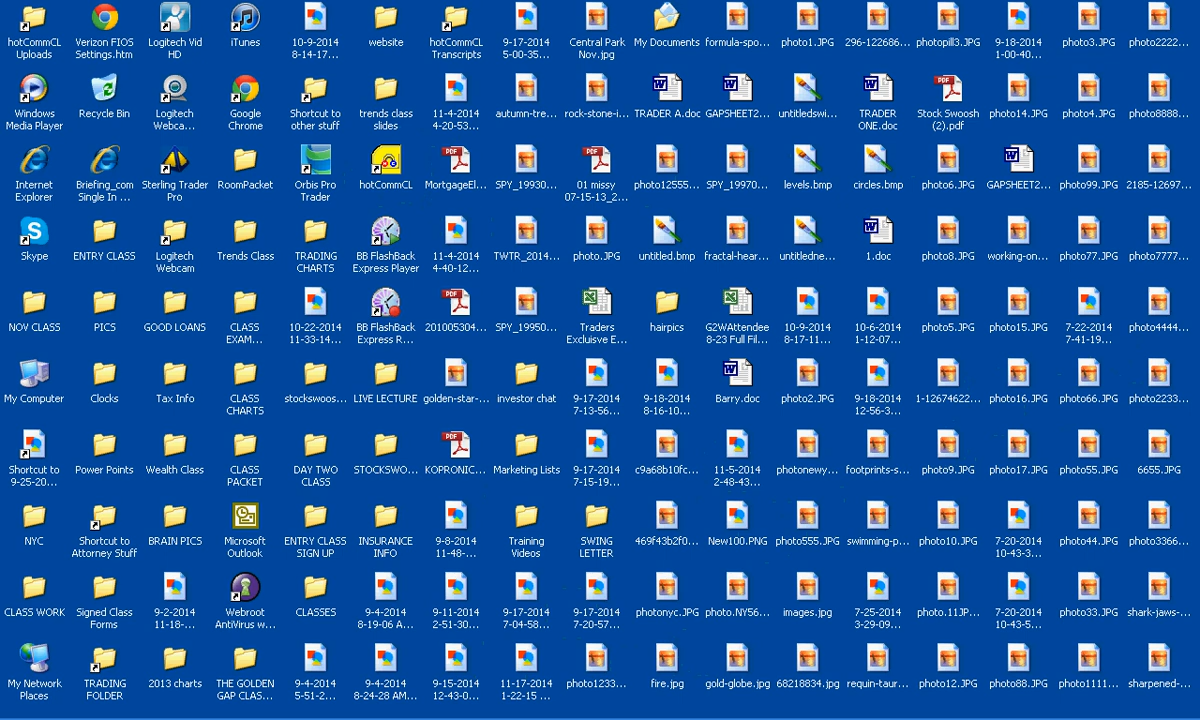 hotCommCL
Uploads
Verizon FIOS
Settings.htm
Logitech Vid
HD
iTunes
10-9-2014
8-14-17...
website
hotCommCL
Transcripts
9-17-2014
5-00-35...
Central Park
Nov.jpg
My Documents
formula-spo...
photo1.JPG
296-122686...
photopill3.JPG
9-18-2014
1-00-40...
photo3.JPG
photo2222...
Windows
Media Player
Recycle Bin
Logitech
Webca...
Google
Chrome
Shortcut to
other stuff
trends class
slides
11-4-2014
4-20-53...
autumn-tre...
rock-stone-i...
TRADER A.doc
GAPSHEET2...
untitledswi...
TRADER
ONE.doc
Stock Swoosh
(2).pdf
photo14.JPG
photo4.JPG
photo8888...
Internet
Explorer
Briefing_com
Single In ...
Sterling Trader
Pro
RoomPacket
Orbis Pro
Trader
hotCommCL
MortgageEl...
SPY_19930...
01 missy
07-15-13_2...
photo12555...
SPY_19970...
levels.bmp
circles.bmp
photo6.JPG
GAPSHEET2...
photo99.JPG
2185-12697...
Skype
ENTRY CLASS
Logitech
Webcam
Trends Class
TRADING
CHARTS
BB FlashBack
Express Player
11-4-2014
4-40-12...
TWTR_2014...
photo.JPG
untitled.bmp
fractal-hear...
untitledne...
1.doc
photo8.JPG
working-on...
photo77.JPG
photo7777...
NOV CLASS
PICS
GOOD LOANS
CLASS
EXAM...
10-22-2014
11-33-14...
BB FlashBack
Express R...
201005304...
SPY_19950...
Traders
Excluisve E...
hairpics
G2WAttendee
8-23 Full Fil...
10-9-2014
8-17-11...
10-6-2014
1-12-07...
photo5.JPG
photo15.JPG
7-22-2014
7-41-19...
photo4444...
My Computer
Clocks
Tax Info
CLASS
CHARTS
stockswoos...
LIVE LECTURE
golden-star-...
investor chat
9-17-2014
7-13-56...
9-18-2014
8-16-10...
Barry.doc
photo2.JPG
9-18-2014
12-56-3...
1-12674622...
photo16.JPG
photo66.JPG
photo2233...
Shortcut to
9-25-20...
Power Points
Wealth Class
CLASS
PACKET
DAY TWO
CLASS
STOCKSWO...
KOPRONIC...
Marketing Lists
9-17-2014
7-15-19...
c9a68b10fc...
11-5-2014
2-48-43...
photonewy...
footprints-s...
photo9.JPG
photo17.JPG
photo55.JPG
6655.JPG
NYC
Shortcut to
Attorney Stuff
BRAIN PICS
Microsoft
Outlook
ENTRY CLASS
SIGN UP
INSURANCE
INFO
9-8-2014
11-48-...
Training
Videos
SWING
LETTER
469f43b2f0...
New100.PNG
photo555.JPG
swimming-p...
photo10.JPG
7-20-2014
10-43-3...
photo44.JPG
photo3366...
CLASS WORK
Signed Class
Forms
9-2-2014
11-18-...
Webroot
AntiVirus w...
CLASSES
9-4-2014
8-19-06 A...
9-11-2014
2-51-30...
9-17-2014
7-04-58...
9-17-2014
7-20-57...
photonyc.JPG
photo.NY56...
images.jpg
7-25-2014
3-29-09...
photo.11JP...
7-20-2014
10-43-5...
photo33.JPG
shark-jaws-...
My Network
Places
TRADING
FOLDER
2013 charts
THE GOLDEN
GAP CLAS...
9-4-2014
5-51-2...
9-4-2014
8-24-28 AM...
9-15-2014
12-43-0...
11-17-2014
1-22-15 ...
photo1233...
fire.jpg
gold-globe.jpg
68218834.jpg
requin-taur...
photo12.JPG
photo88.JPG
photo1111...
sharpened-...